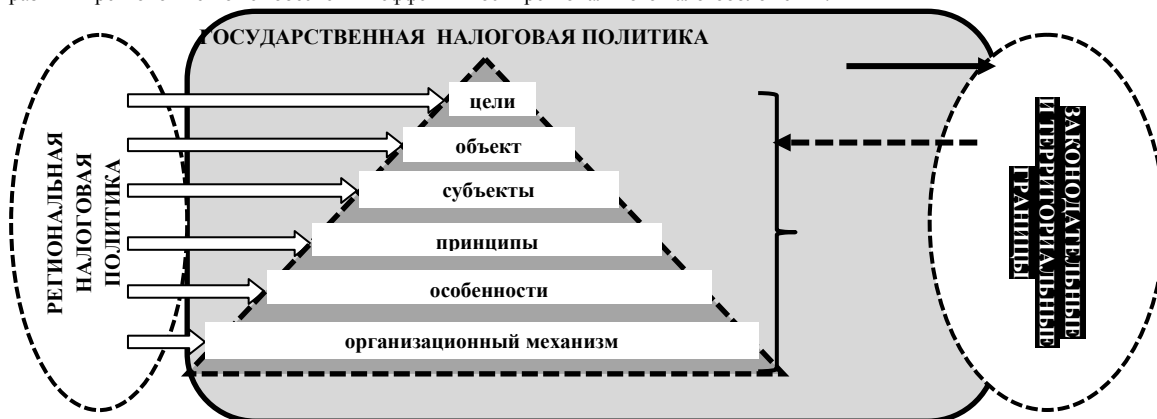 ГОСУДАРСТВЕННАЯ НАЛОГОВАЯ ПОЛИТИКА
РЕГИОНАЛЬНАЯ
НАЛОГОВАЯ
ПОЛИТИКА
цели
объект
субъекты
принципы
особенности
организационный механизм
ЗАКОНОДАТЕЛЬНЫЕ
И ТЕРРИТОРИАЛЬНЫЕ
ГРАНИЦЫ